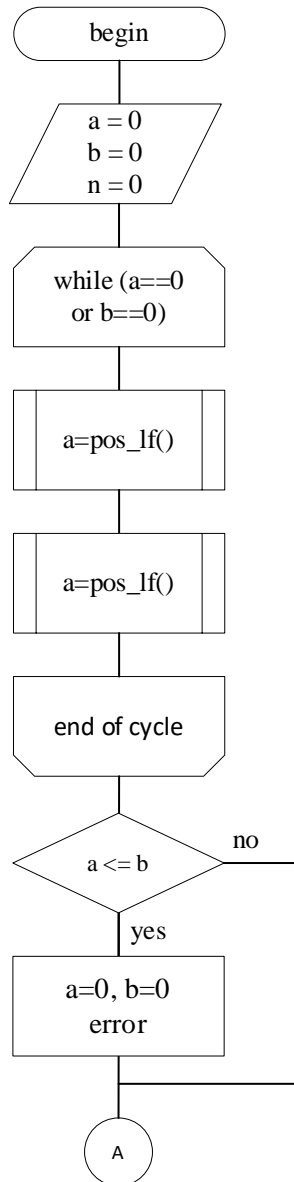 begin
a = 0
b = 0
n = 0
while (a==0
or b==0)
a=pos_lf()
a=pos_lf()
end of cycle
a <= b
no
yes
a=0, b=0
error
A